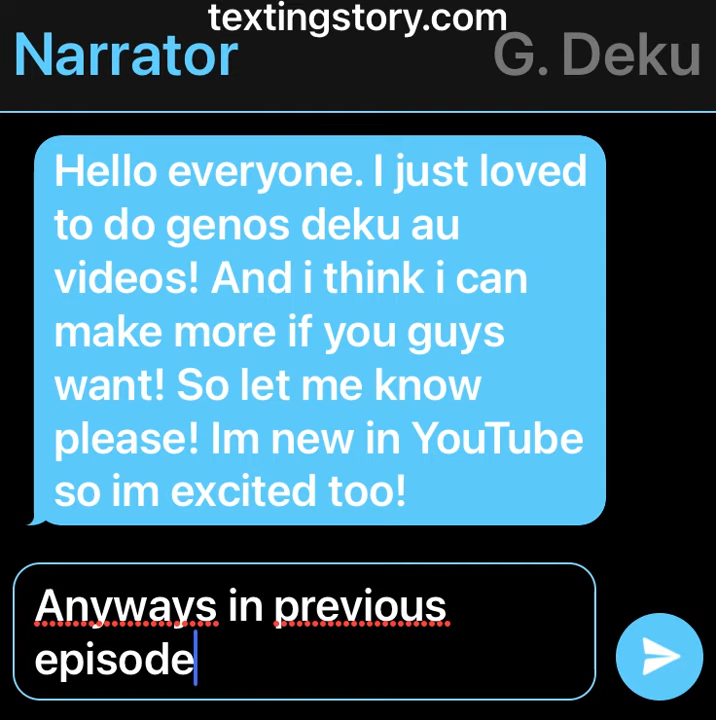 textingstory.com
Narrator G. Deku
Hello everyone. I just loved
to do genos deku au
videos! And i think i can
make more if you guys
want! So let me know
please! Im new in YouTube
so im excited too!
Anyways in previous
episode